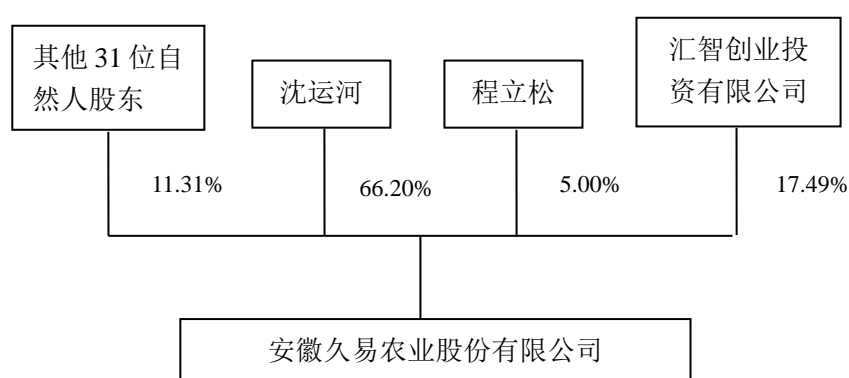 其他 31 位自
然人股东
沈运河
程立松
汇智创业投
资有限公司
11.31%
66.20%
5.00%
17.49%
安徽久易农业股份有限公司